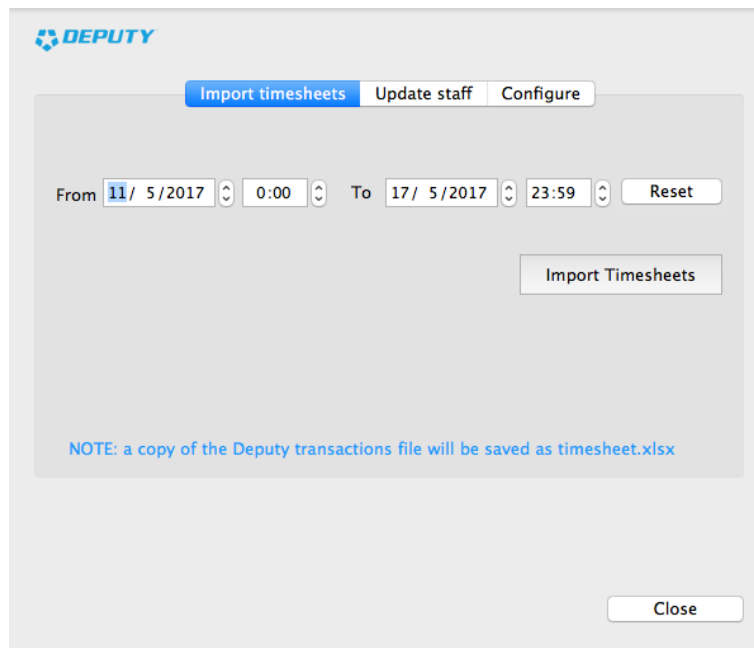 DEPUTY
Import timesheets Update staff Configure
From 11/ 5/2017 0:00 To 17/ 5/2017 23:59 Reset
Import Timesheets
NOTE: a copy of the Deputy transactions file will be saved as timesheet.xlsx
Close